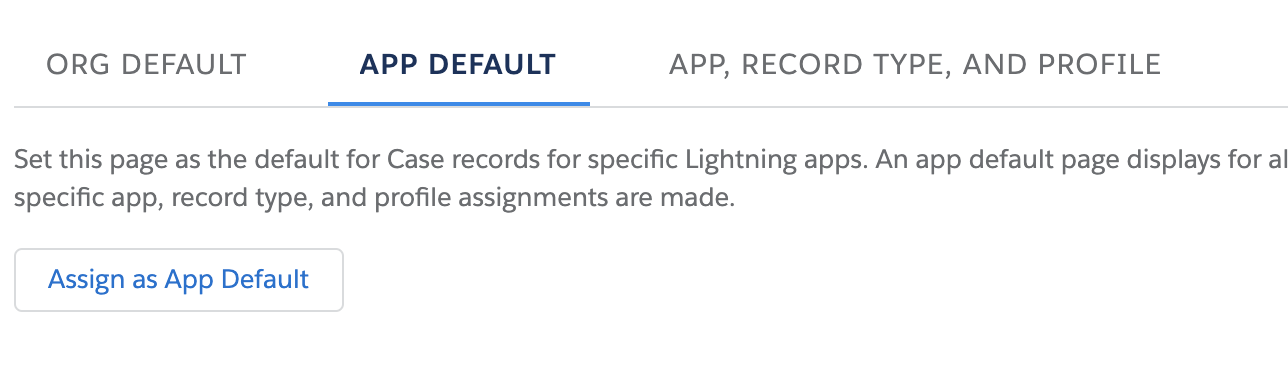 ORG DEFAULT APP DEFAULT APP, RECORD TYPE, AND PROFILE
Set this page as the default for Case records for specific Lightning apps. An app default page displays for
specific app, record type, and profile assignments are made.
Assign as App Default